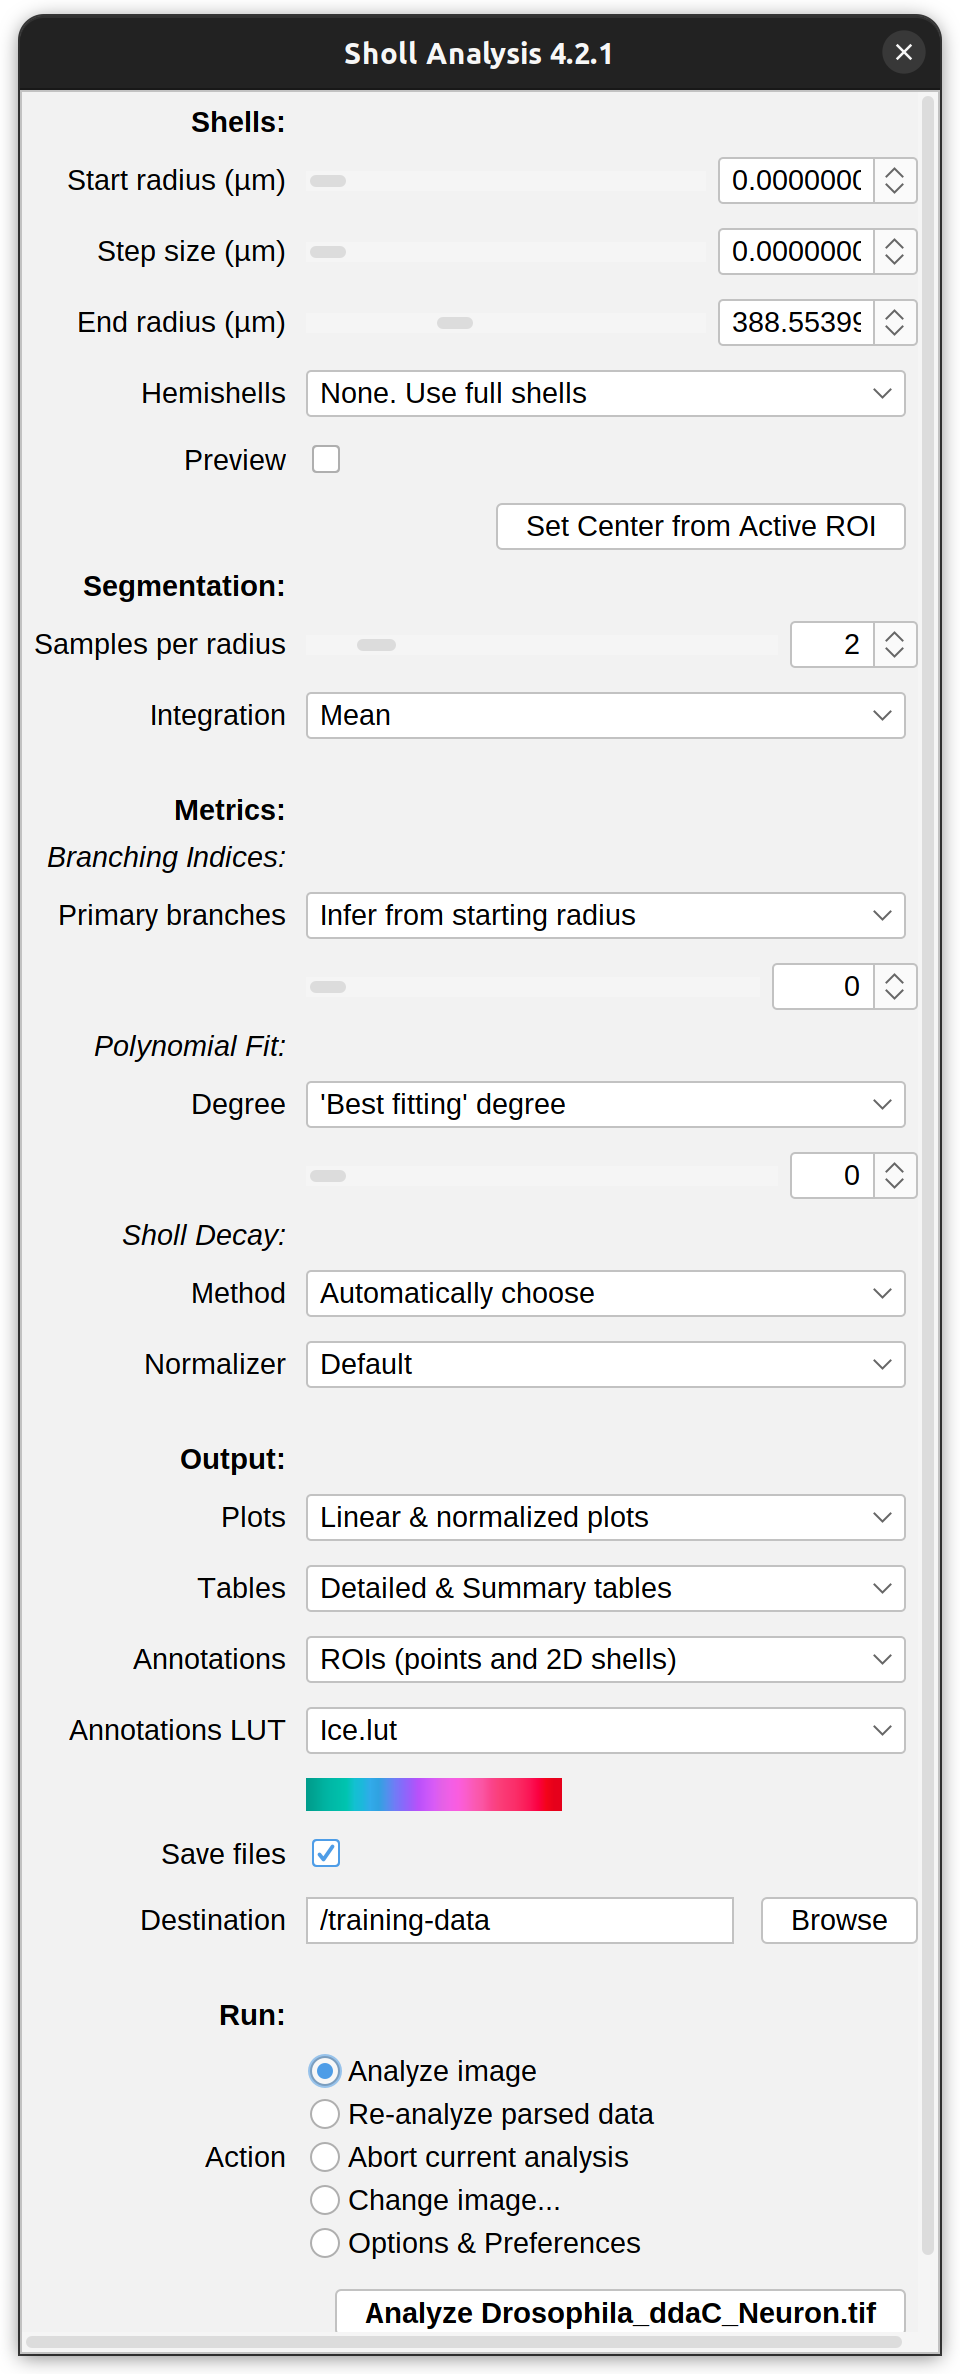 Sholl Analysis 4.2.1
Shells:
Start radius (µm) 0.0000000
Step size (µm) 0.0000000
End radius (µm) 388.55399
Hemishells None. Use full shells
Preview
Set Center from Active ROI
Segmentation:
Samples per radius 2
Integration Mean
Metrics:
Branching Indices:
Primary branches Infer from starting radius
0
Polynomial Fit:
Degree 'Best fitting' degree
0
Sholl Decay:
Method Automatically choose
Normalizer Default
Output:
Plots Linear & normalized plots
Tables Detailed & Summary tables
Annotations ROIs (points and 2D shells)
Annotations LUT Ice.lut
Save files
Destination /training-data Browse
Run:
Analyze image
Re-analyze parsed data
Action Abort current analysis
Change image...
Options & Preferences
Analyze Drosophila_ddaC_Neuron.tif